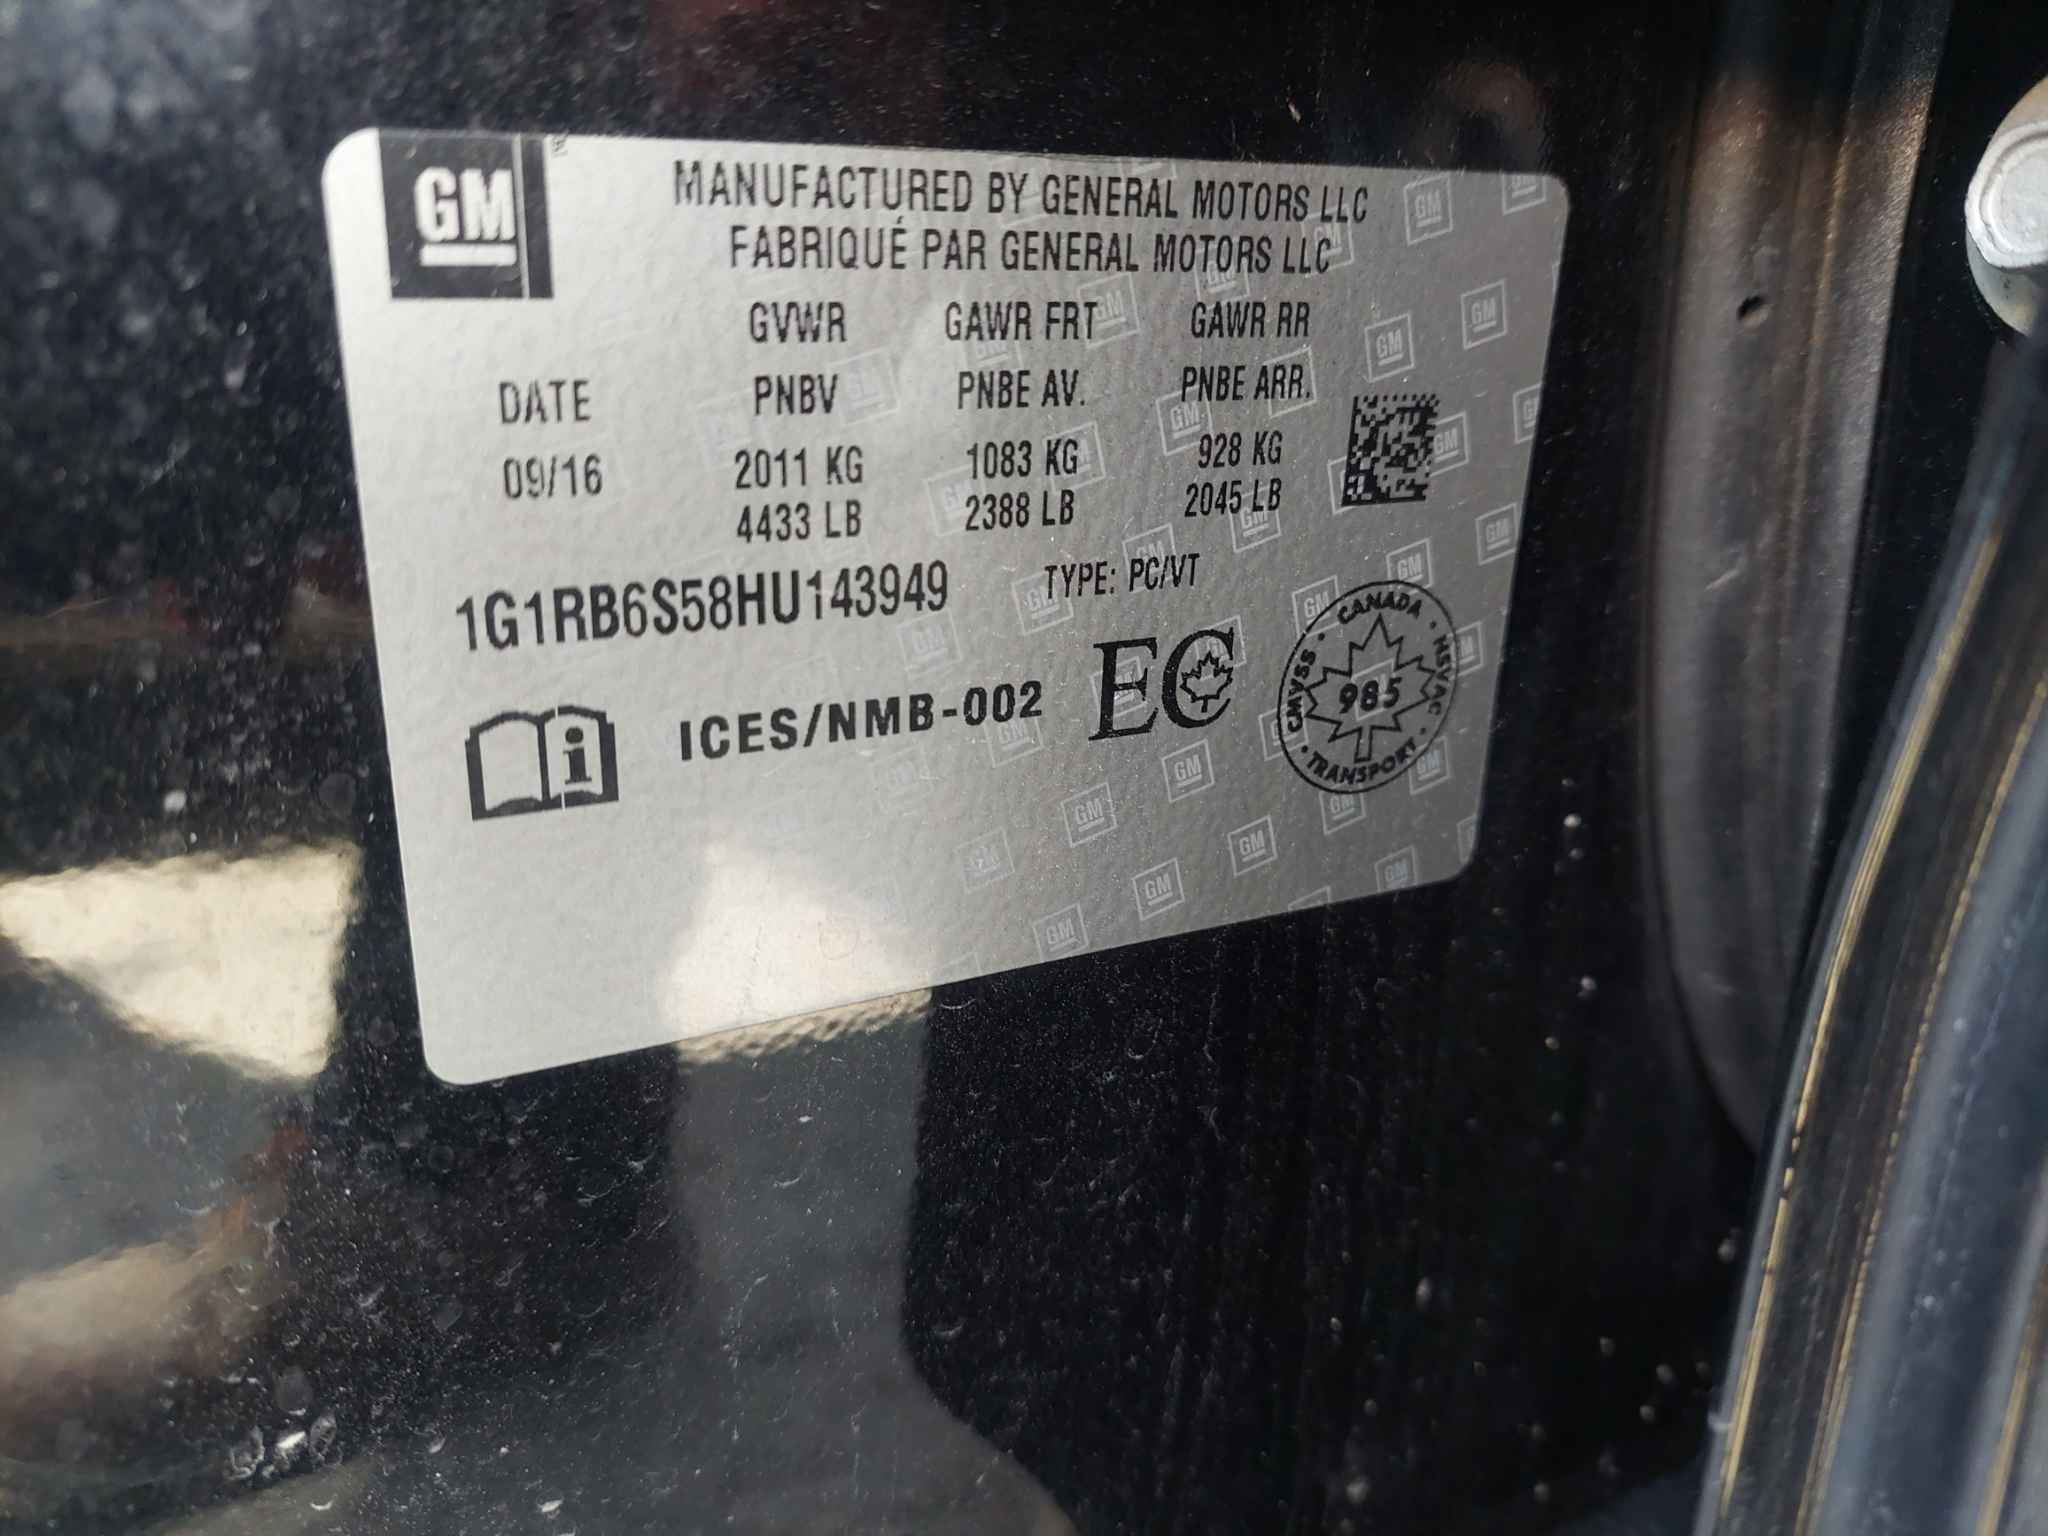 GM
MANUFACTURED BY GENERAL MOTORS LLC
FABRIQUÉ PAR GENERAL MOTORS LLC
GVWR GAWR FRT GAWR RR
DATE PNBV PNBE AV. PNBE ARR.
09/16 2011 KG 1083 KG 928 KG
4433 LB 2388 LB 2045 LB
1G1RB6S58HU143949 TYPE: PC/VT
i ICES/NMB-002 EC
CANADA · NSVAC · TRANSPORT · CMVSS ·
985